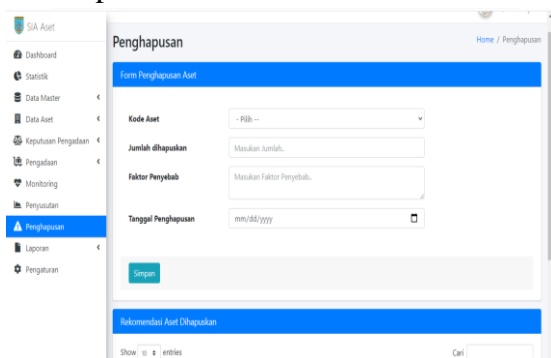 SIA Aset
Dashboard
Statistik
Data Master
Data Aset
Keputusan Pengadaan
Pengadaan
Monitoring
Penyusutan
Penghapusan
Laporan
Pengaturan
Penghapusan
Home / Penghapusan
Form Penghapusan Aset
Kode Aset
- Pilih --
Jumlah dihapuskan
Masukan Jumlah..
Faktor Penyebab
Masukan Faktor Penyebab..
Tanggal Penghapusan
mm/dd/yyyy
Simpan
Rekomendasi Aset Dihapuskan
Show 10 entries
Cari